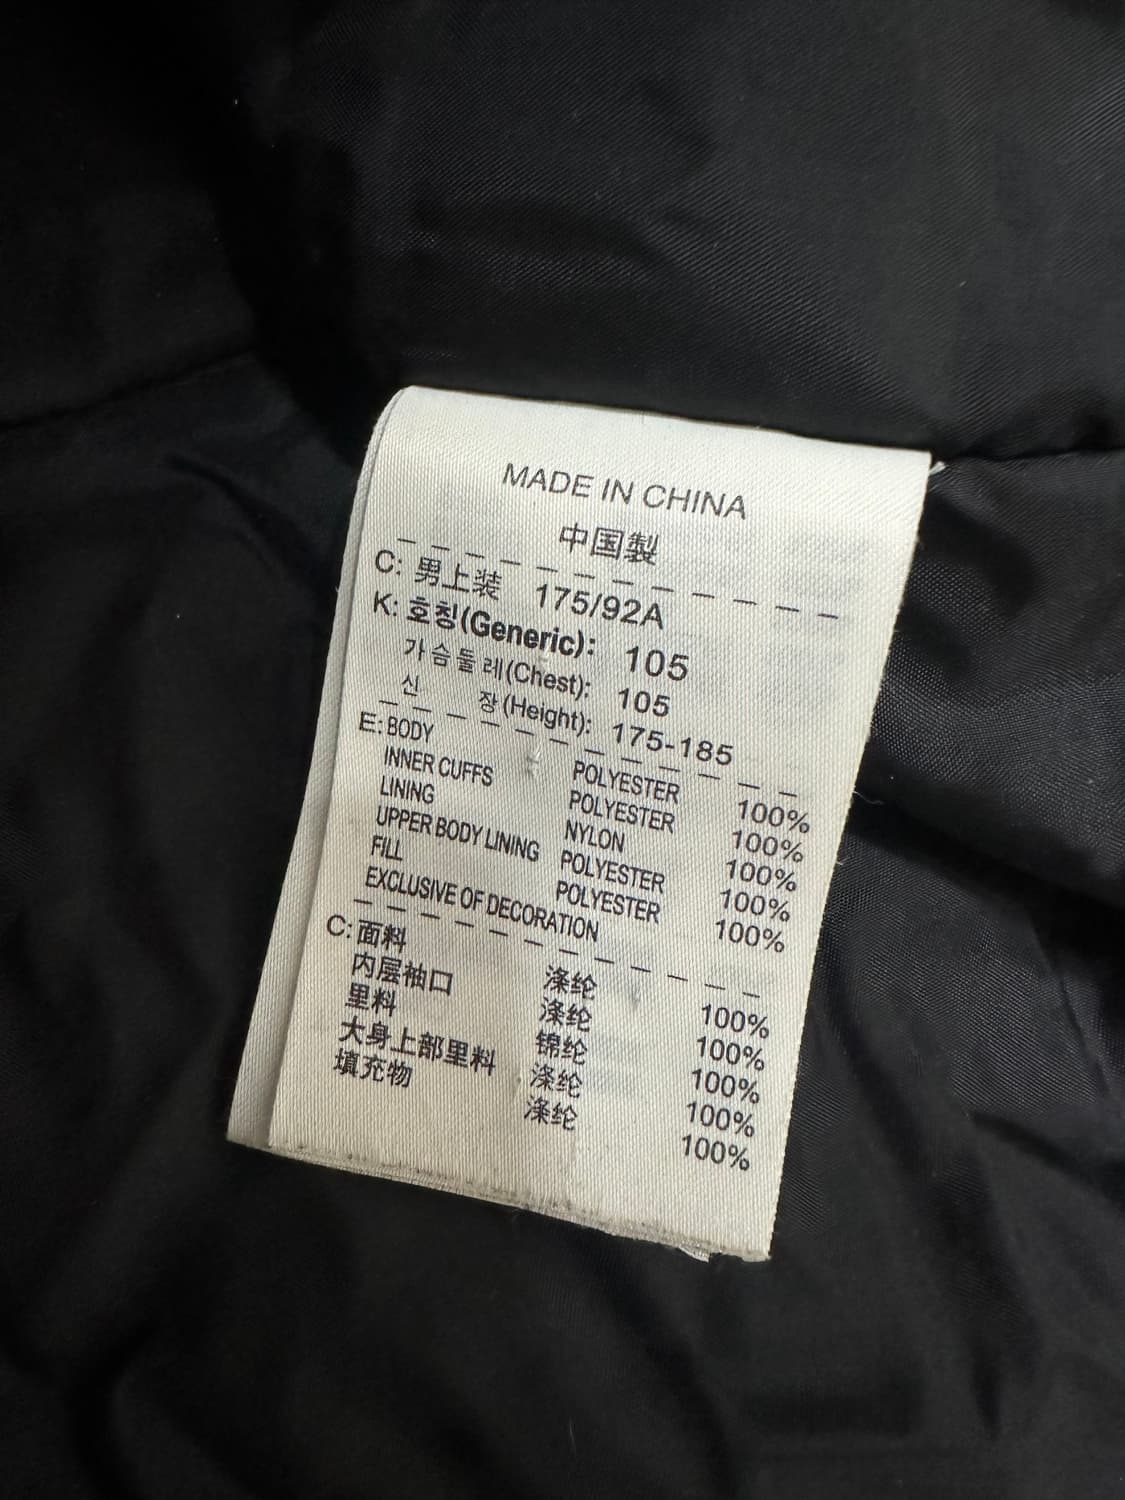 MADE IN CHINA
中国製
C: 男上装 175/92A
K: 호칭(Generic): 105
가슴둘레(Chest): 105
신 장(Height): 175-185
E: BODY POLYESTER 100%
INNER CUFFS POLYESTER 100%
LINING NYLON 100%
UPPER BODY LINING POLYESTER 100%
FILL POLYESTER 100%
EXCLUSIVE OF DECORATION
C: 面料 涤纶 100%
内层袖口 涤纶 100%
里料 锦纶 100%
大身上部里料 涤纶 100%
填充物 涤纶 100%